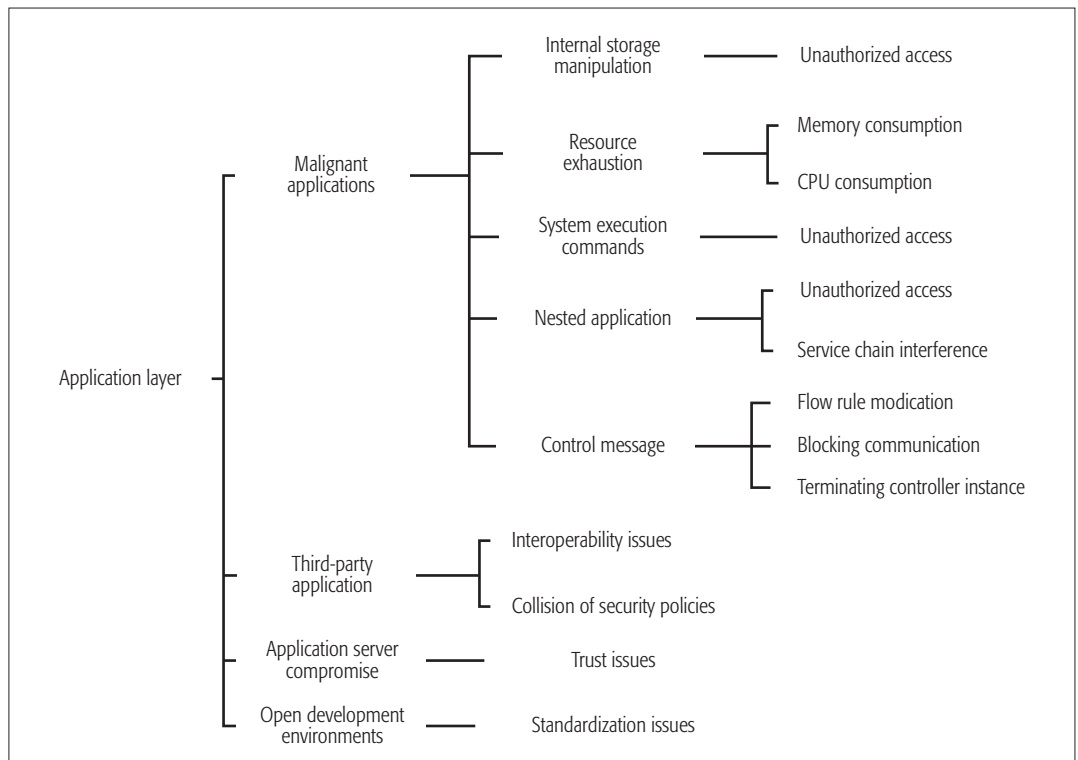 Internal storage
manipulation
Unauthorized access
Resource
exhaustion
Memory consumption
CPU consumption
Malignant
applications
System execution
commands
Unauthorized access
Nested application
Unauthorized access
Service chain interference
Application layer
Control message
Flow rule modication
Blocking communication
Terminating controller instance
Third-party
application
Interoperability issues
Collision of security policies
Application server
compromise
Trust issues
Open development
environments
Standardization issues